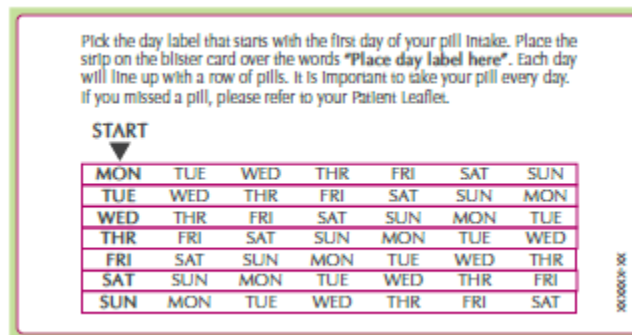 Pick the day label that starts with the first day of your pill intake. Place the
strip on the blister card over the words "Place day label here". Each day
will line up with a row of pills. It is important to take your pill every day.
If you missed a pill, please refer to your Patient Leaflet.
START
MON TUE WED THR FRI SAT SUN
TUE WED THR FRI SAT SUN MON
WED THR FRI SAT SUN MON TUE
THR FRI SAT SUN MON TUE WED
FRI SAT SUN MON TUE WED THR
SAT SUN MON TUE WED THR FRI
SUN MON TUE WED THR FRI SAT
XXXXX-XX